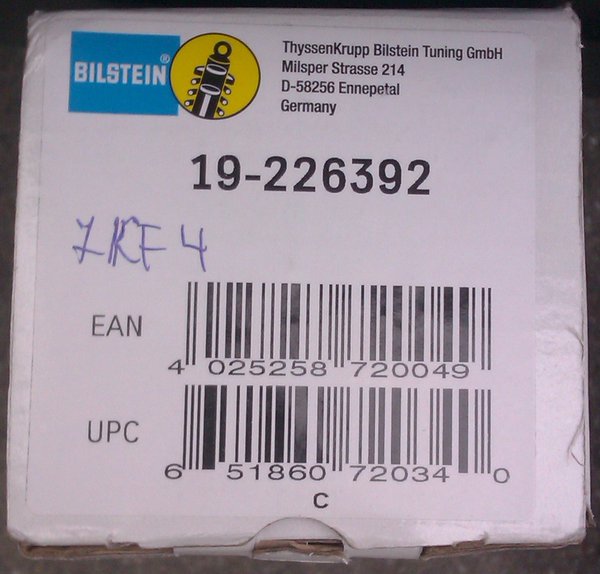 BILSTEIN®
ThyssenKrupp Bilstein Tuning GmbH
Milsper Strasse 214
D-58256 Ennepetal
Germany
19-226392
EAN
4 025258 720049
UPC
6 51860 72034 0
C